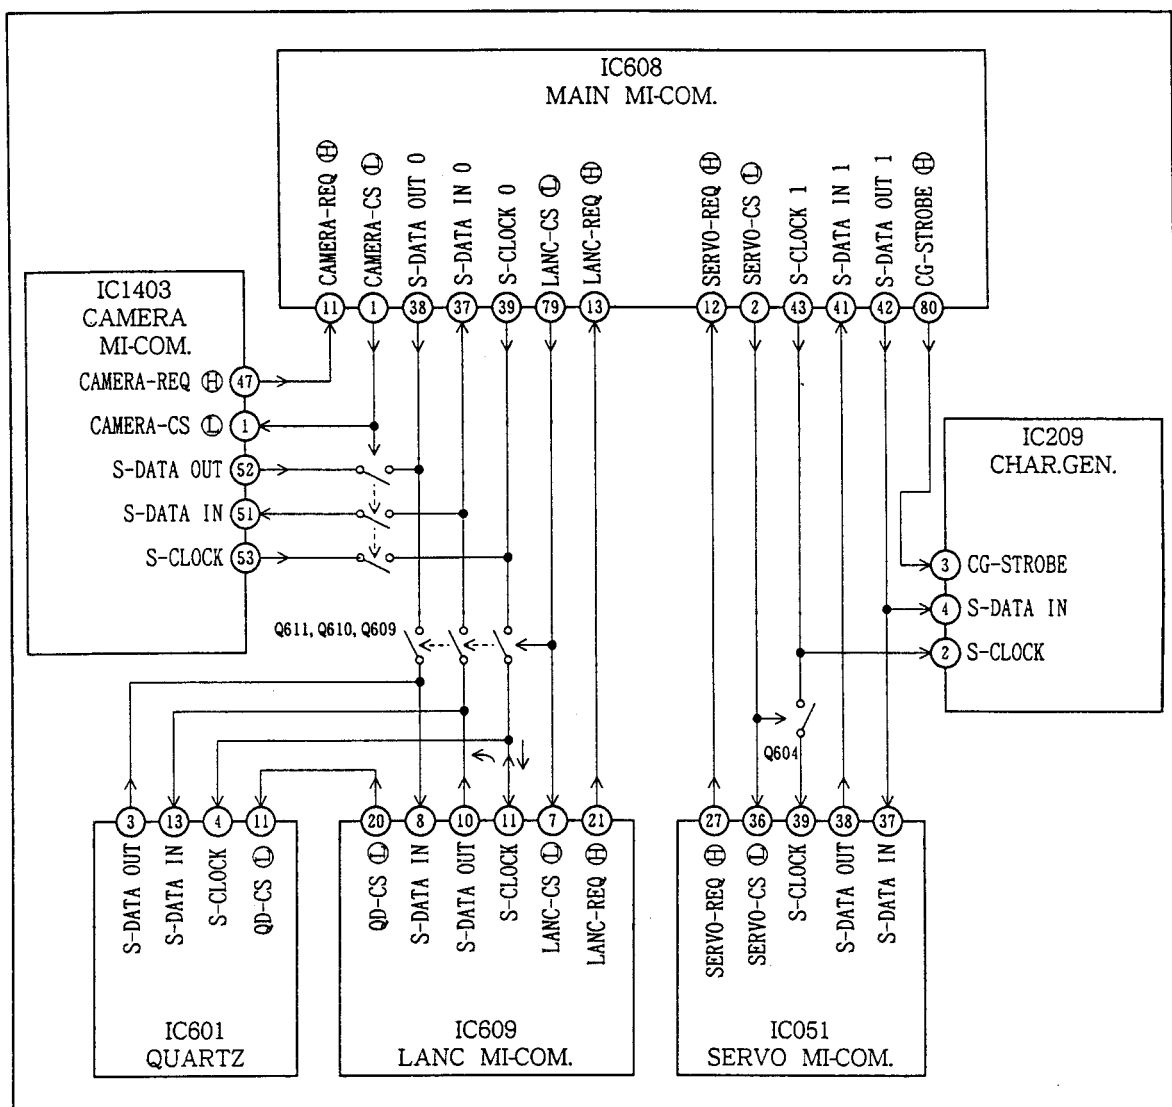 IC608
MAIN MI-COM.
CAMERA-REQ Ⓗ
CAMERA-CS Ⓛ
S-DATA OUT 0
S-DATA IN 0
S-CLOCK 0
LANC-CS Ⓛ
LANC-REQ Ⓗ
SERVO-REQ Ⓗ
SERVO-CS Ⓛ
S-CLOCK 1
S-DATA IN 1
S-DATA OUT 1
CG-STROBE Ⓗ
11 1 38 37 39 79 13 12 2 43 41 42 80
IC1403
CAMERA
MI-COM.
CAMERA-REQ Ⓗ 47
CAMERA-CS Ⓛ 1
S-DATA OUT 52
S-DATA IN 51
S-CLOCK 53
IC209
CHAR.GEN.
3 CG-STROBE
4 S-DATA IN
2 S-CLOCK
Q611, Q610, Q609
Q604
3 13 4 11
S-DATA OUT
S-DATA IN
S-CLOCK
QD-CS Ⓛ
IC601
QUARTZ
20 8 10 11 7 21
QD-CS Ⓛ
S-DATA IN
S-DATA OUT
S-CLOCK
LANC-CS Ⓛ
LANC-REQ Ⓗ
IC609
LANC MI-COM.
27 36 39 38 37
SERVO-REQ Ⓗ
SERVO-CS Ⓛ
S-CLOCK
S-DATA OUT
S-DATA IN
IC051
SERVO MI-COM.